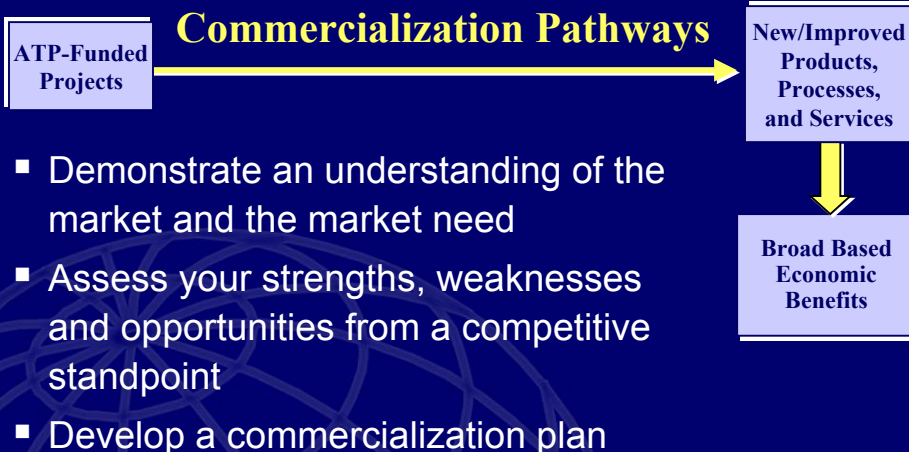 Commercialization Pathways
ATP-Funded
Projects
New/Improved
Products,
Processes,
and Services
Broad Based
Economic
Benefits
▪ Demonstrate an understanding of the
market and the market need
▪ Assess your strengths, weaknesses
and opportunities from a competitive
standpoint
▪ Develop a commercialization plan